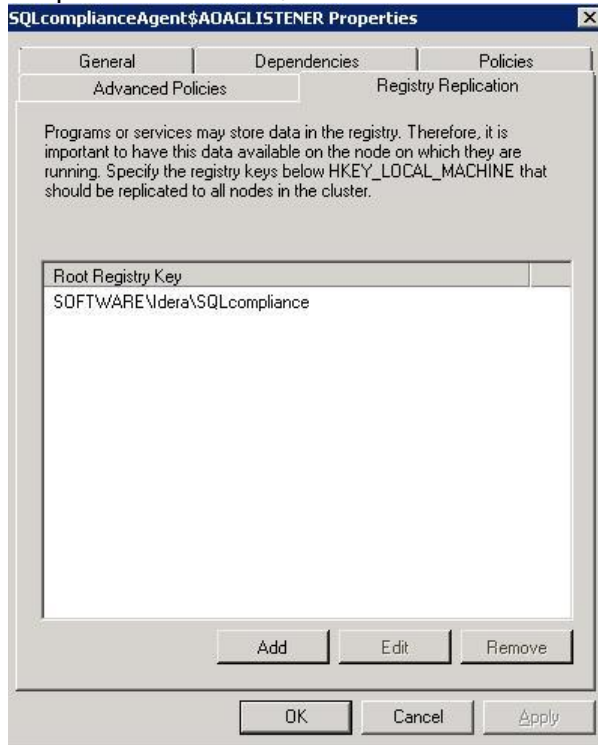 SQLcomplianceAgent$AOAGLISTENER Properties
General
Dependencies
Policies
Advanced Policies
Registry Replication
Programs or services may store data in the registry. Therefore, it is
important to have this data available on the node on which they are
running. Specify the registry keys below HKEY_LOCAL_MACHINE that
should be replicated to all nodes in the cluster.
Root Registry Key
SOFTWARE\Idera\SQLcompliance
Add
Edit
Remove
OK
Cancel
Apply